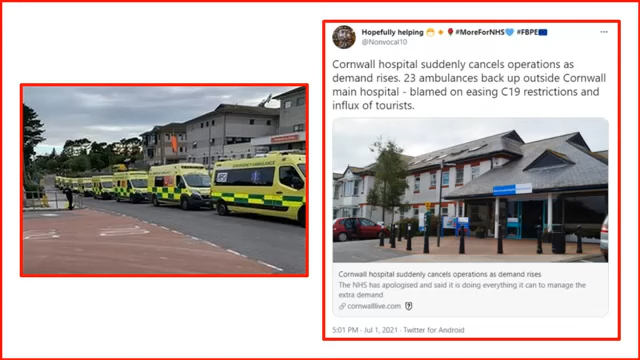 Hopefully helping #MoreForNHS #FBPE
@Nonvocal10
Cornwall hospital suddenly cancels operations as
demand rises. 23 ambulances back up outside Cornwall
main hospital - blamed on easing C19 restrictions and
influx of tourists.
Cornwall hospital suddenly cancels operations as demand rises
The NHS has apologised and said it is doing everything it can to manage the
extra demand
cornwalllive.com
5:01 PM · Jul 1, 2021 · Twitter for Android